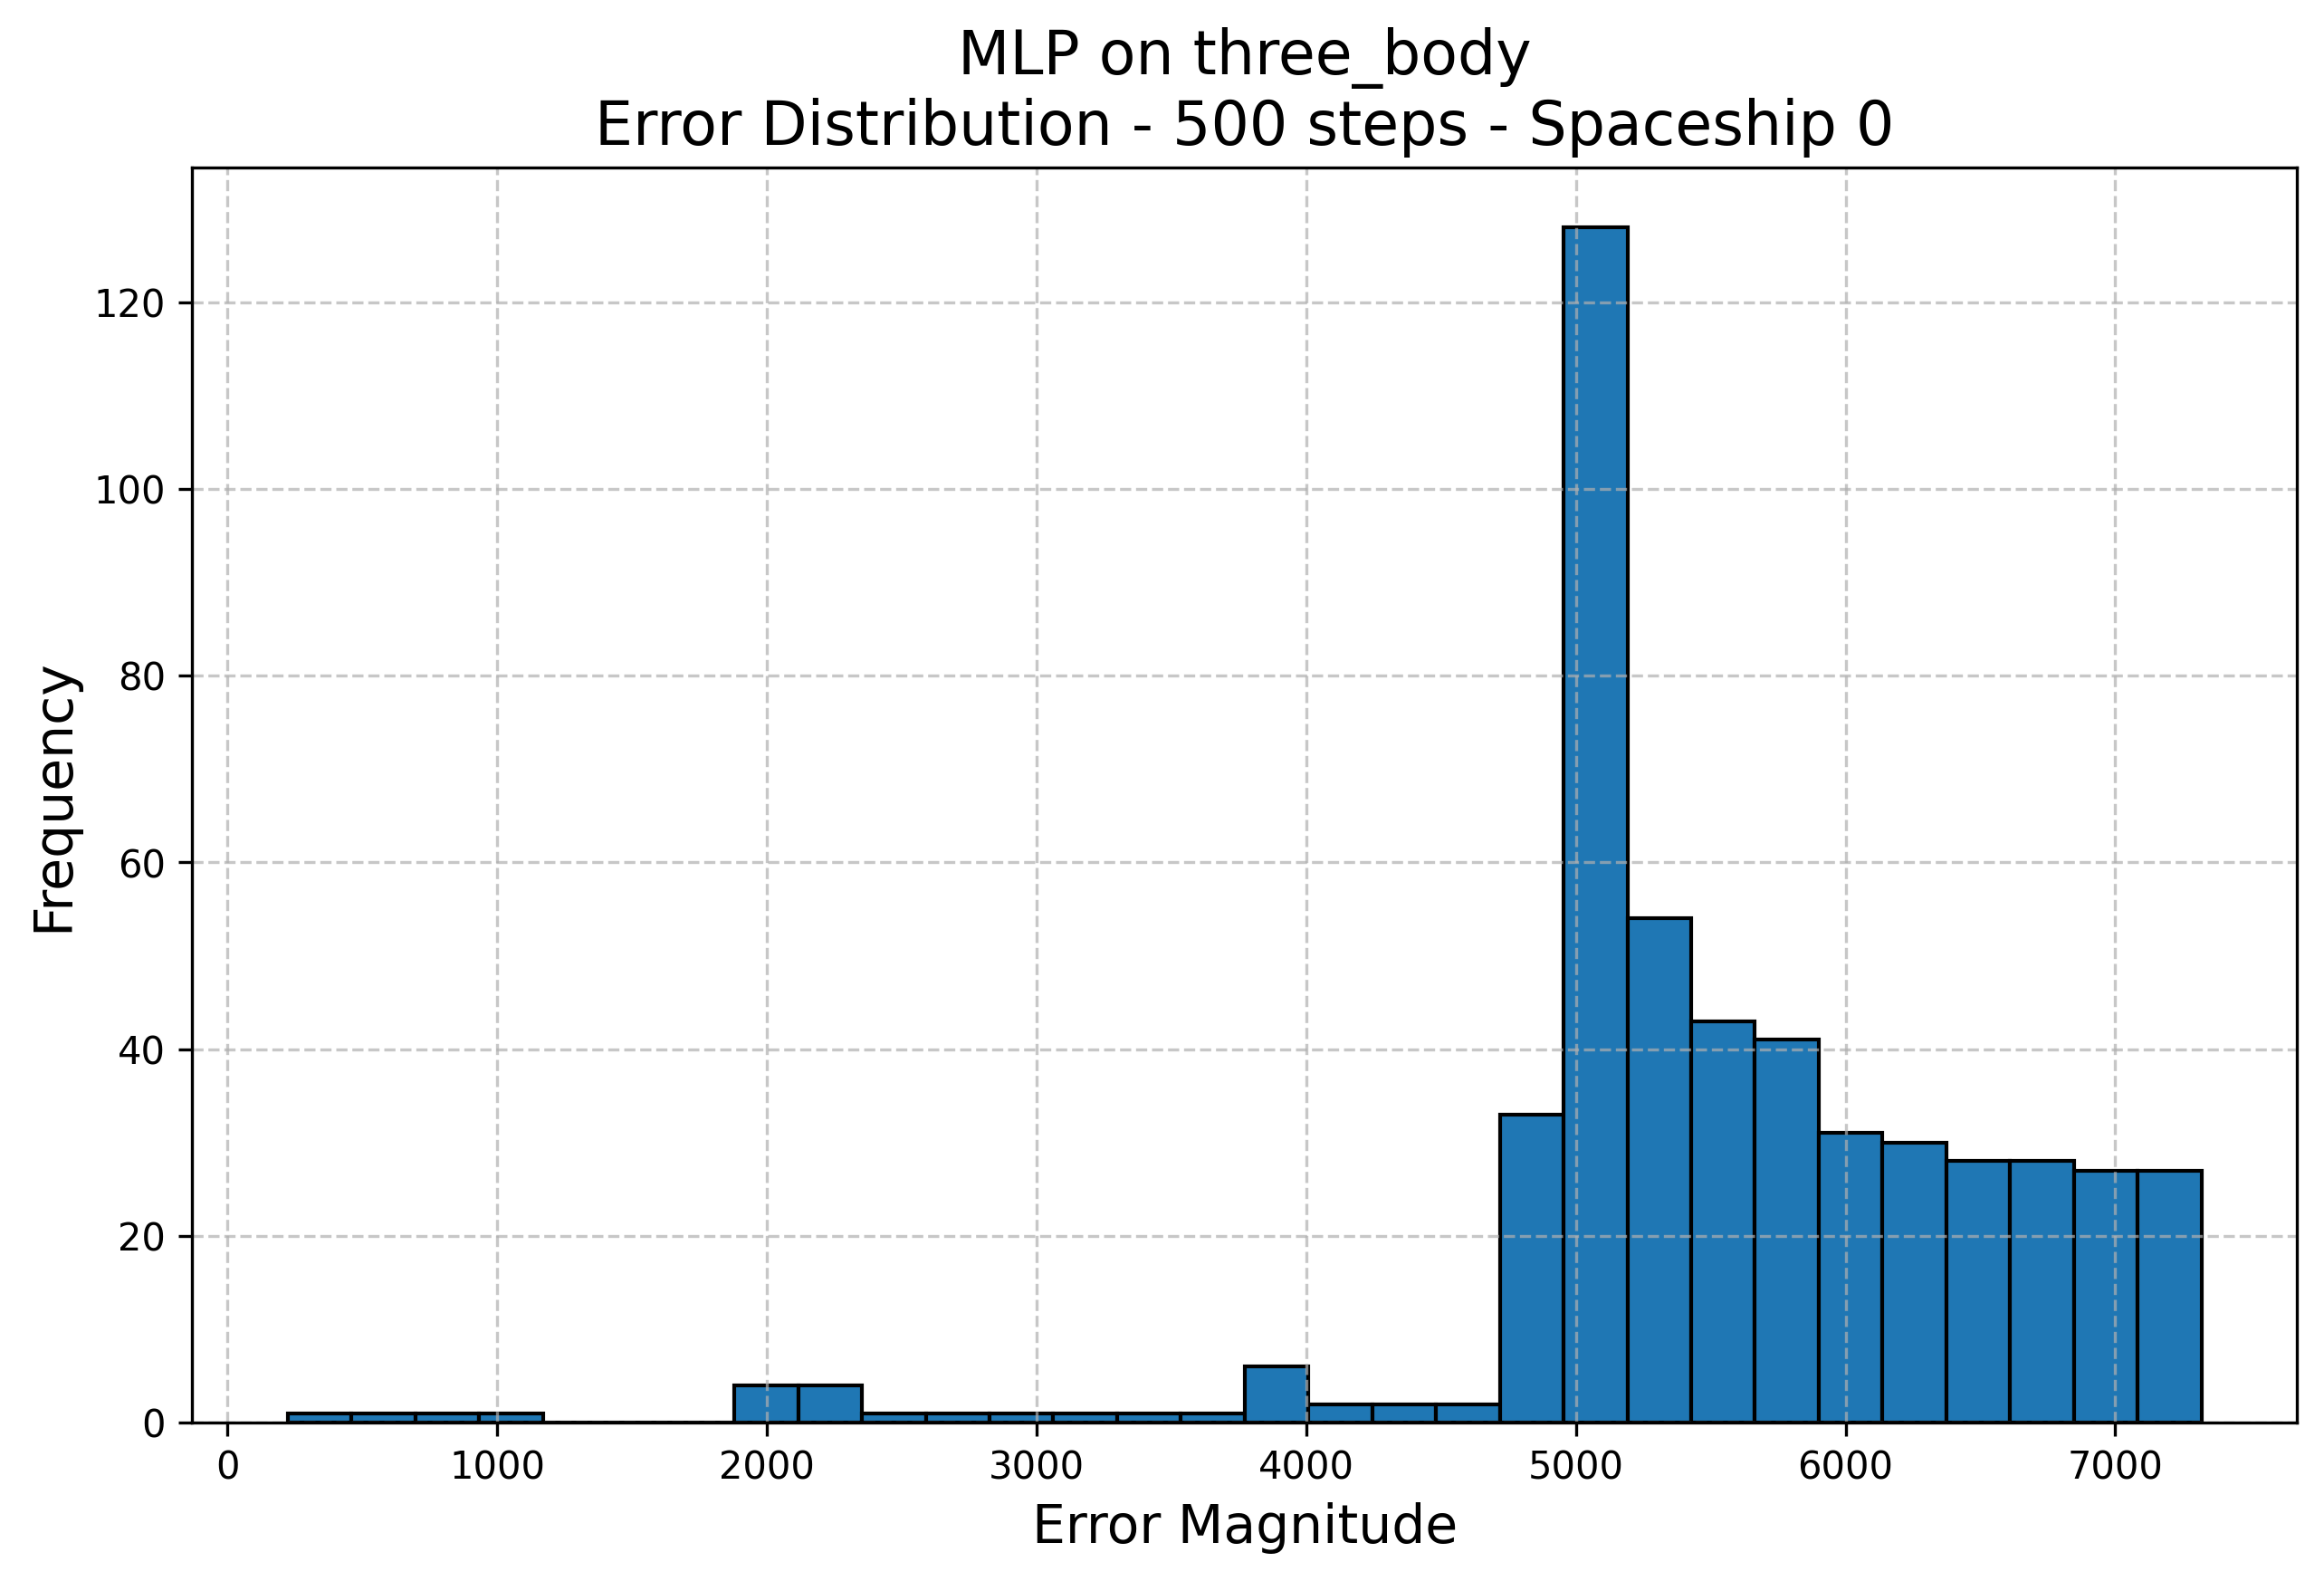 MLP on three_body
Error Distribution - 500 steps - Spaceship 0
Frequency
120
100
80
60
40
20
0
0 1000 2000 3000 4000 5000 6000 7000
Error Magnitude